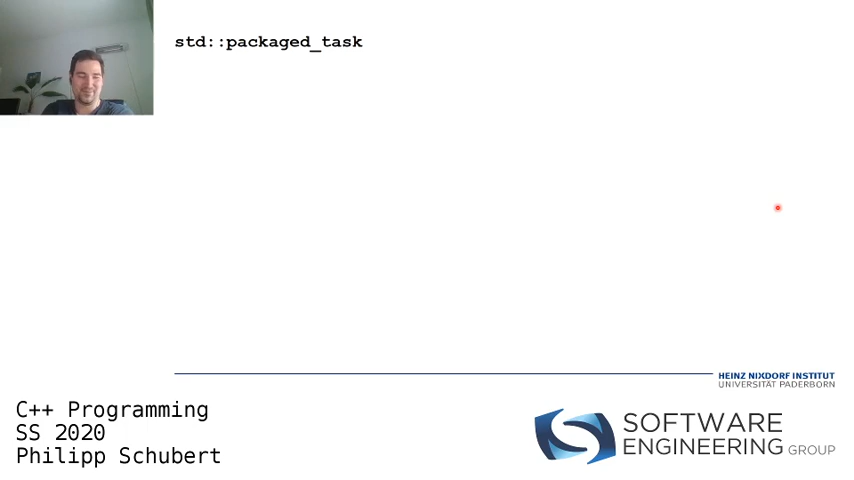 std::packaged_task
HEINZ NIXDORF INSTITUT
UNIVERSITÄT PADERBORN
C++ Programming
SS 2020
Philipp Schubert
SOFTWARE
ENGINEERING GROUP